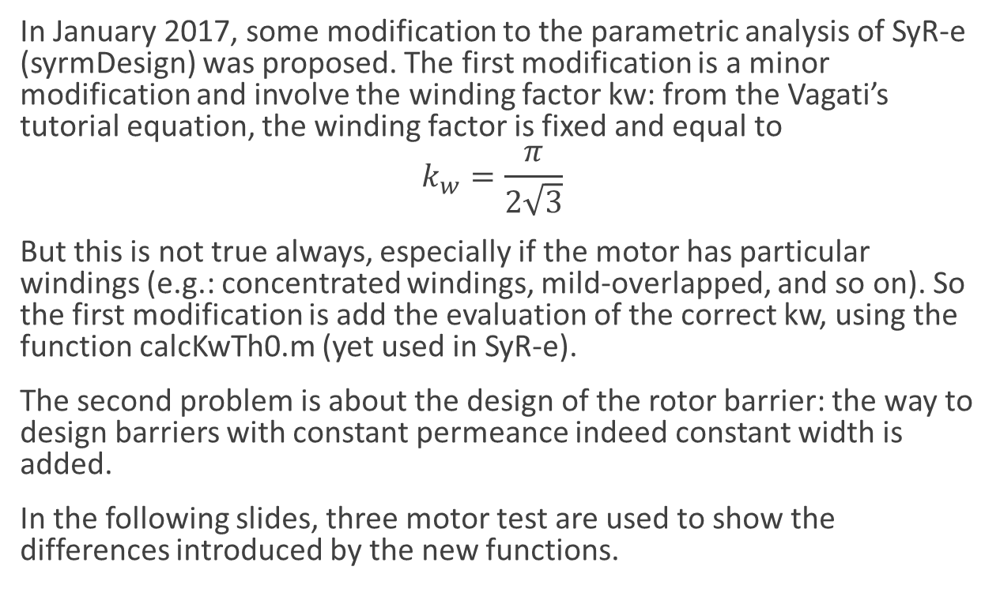 In January 2017, some modification to the parametric analysis of SyR-e
(syrmDesign) was proposed. The first modification is a minor
modification and involve the winding factor kw: from the Vagati’s
tutorial equation, the winding factor is fixed and equal to
k_w = π / 2√3
But this is not true always, especially if the motor has particular
windings (e.g.: concentrated windings, mild-overlapped, and so on). So
the first modification is add the evaluation of the correct kw, using the
function calcKwTh0.m (yet used in SyR-e).
The second problem is about the design of the rotor barrier: the way to
design barriers with constant permeance indeed constant width is
added.
In the following slides, three motor test are used to show the
differences introduced by the new functions.